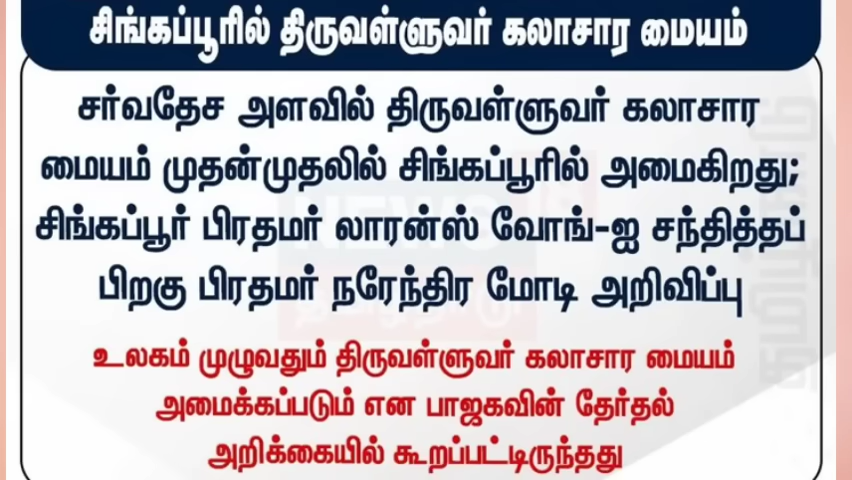 சிங்கப்பூரில் திருவள்ளுவர் கலாசார மையம்
சர்வதேச அளவில் திருவள்ளுவர் கலாசார
மையம் முதன்முதலில் சிங்கப்பூரில் அமைகிறது;
சிங்கப்பூர் பிரதமர் லாரன்ஸ் வோங்-ஐ சந்தித்தப்
பிறகு பிரதமர் நரேந்திர மோடி அறிவிப்பு
உலகம் முழுவதும் திருவள்ளுவர் கலாசார மையம்
அமைக்கப்படும் என பாஜகவின் தேர்தல்
அறிக்கையில் கூறப்பட்டிருந்தது